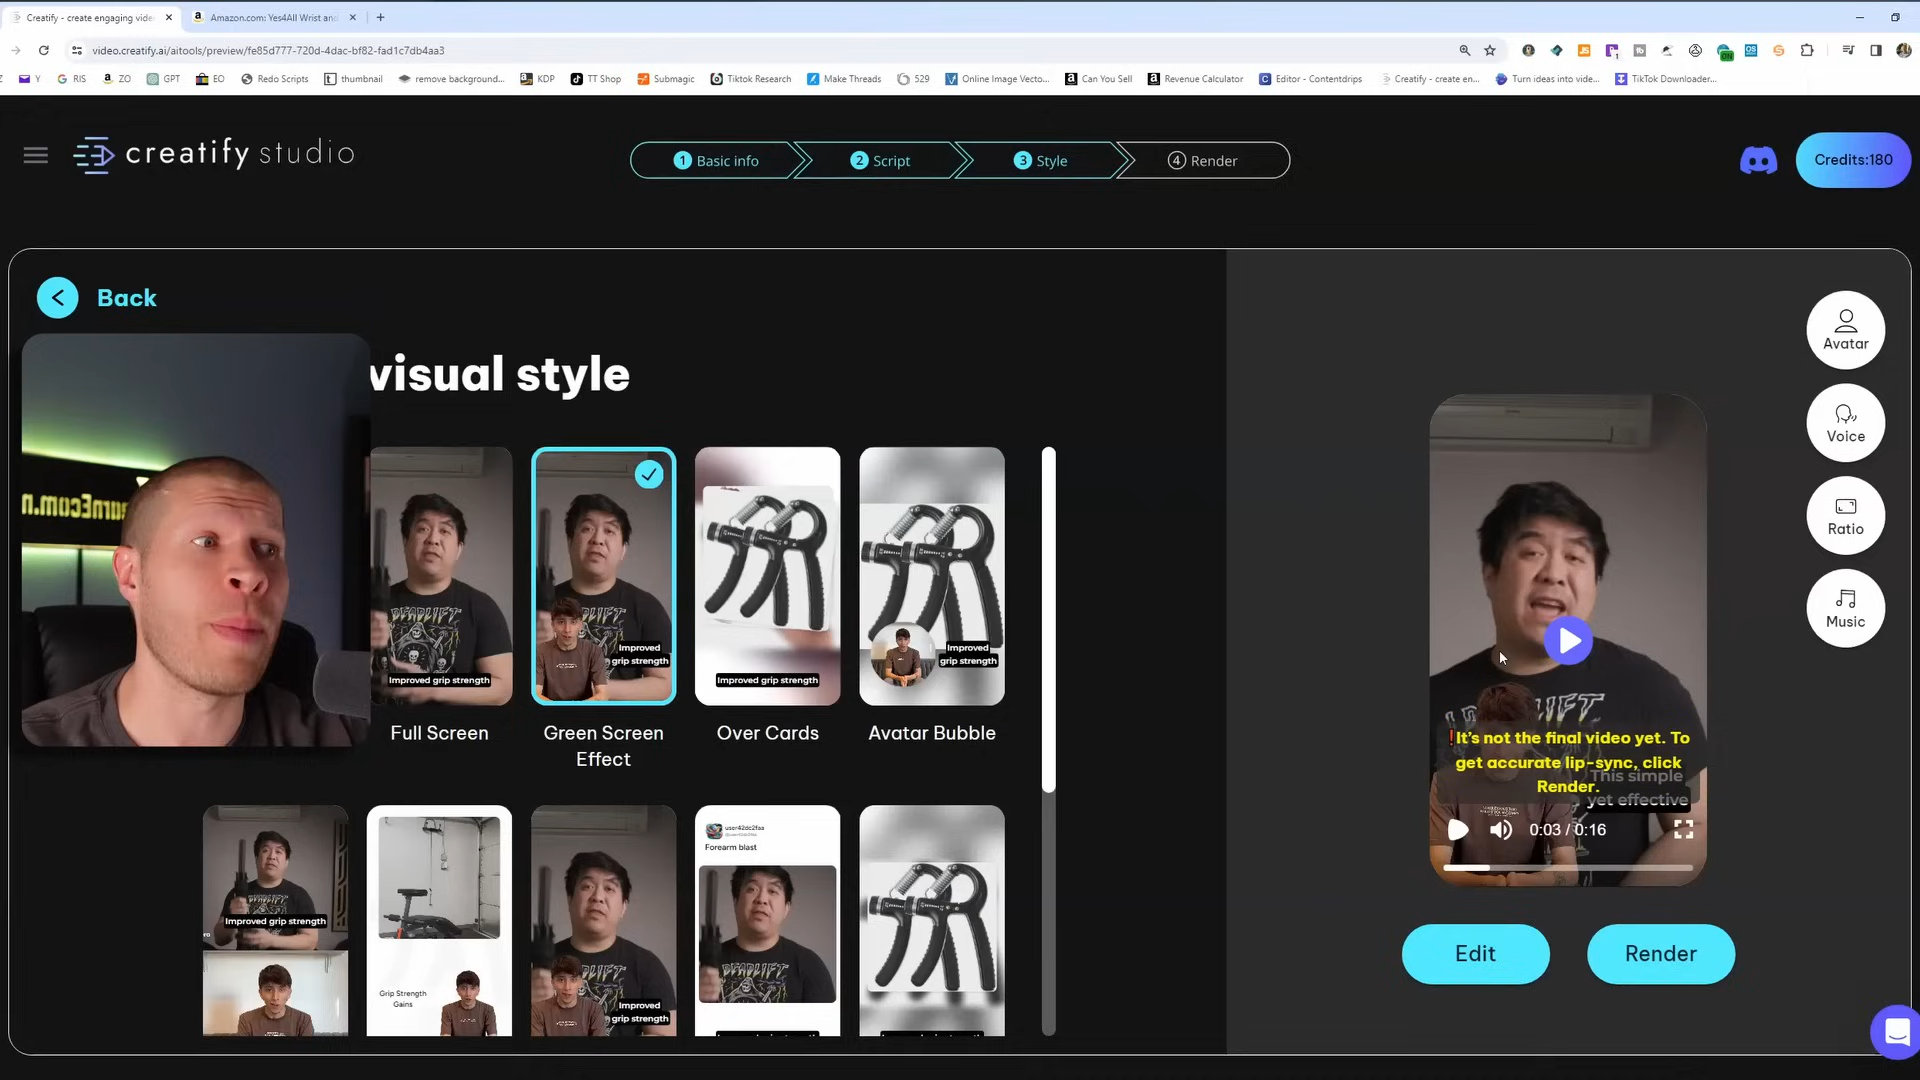 Creatify - create engaging vide
Amazon.com: Yes4All Wrist and
video.creatify.ai/aitools/preview/fe85d777-720d-4dac-bf82-fad1c7db4aa3
Y
RIS
ZO
GPT
EO
Redo Scripts
thumbnail
remove background...
KDP
TT Shop
Submagic
Tiktok Research
Make Threads
529
Online Image Vecto...
Can You Sell
Revenue Calculator
Editor - Contentdrips
Creatify - create en...
Turn ideas into vide...
TikTok Downloader...
creatify studio
1 Basic info
2 Script
3 Style
4 Render
Credits:180
Back
visual style
Avatar
Voice
Ratio
Music
DEADLIFT
Improved grip strength
Full Screen
DEADLIFT
Improved
grip strength
Green Screen
Effect
Improved grip strength
Over Cards
Improved
grip strength
Avatar Bubble
Improved grip strength
Grip Strength
Gains
DEADLIFT
Improved
grip strength
user42dc2faa
Forearm blast
DEADLIFT
It's not the final video yet. To
get accurate lip-sync, click
Render.
This simple
yet effective
0:03 / 0:16
Edit
Render